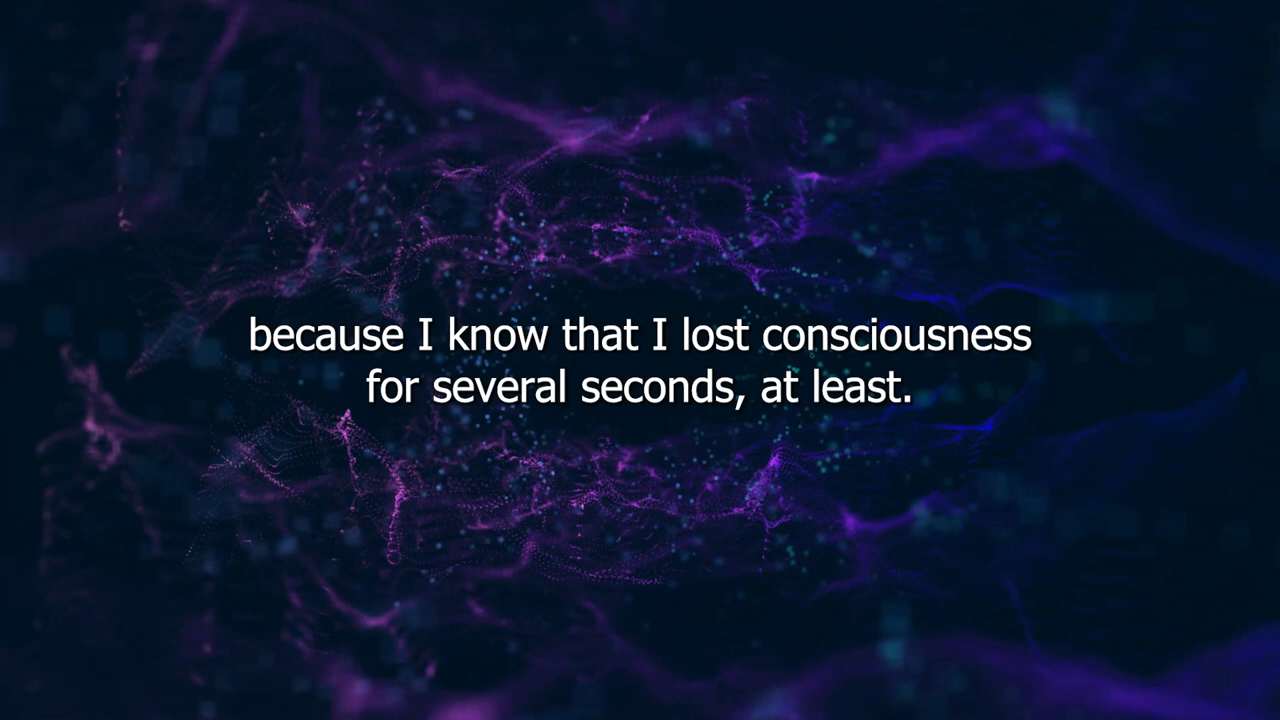 because I know that I lost consciousness
for several seconds, at least.